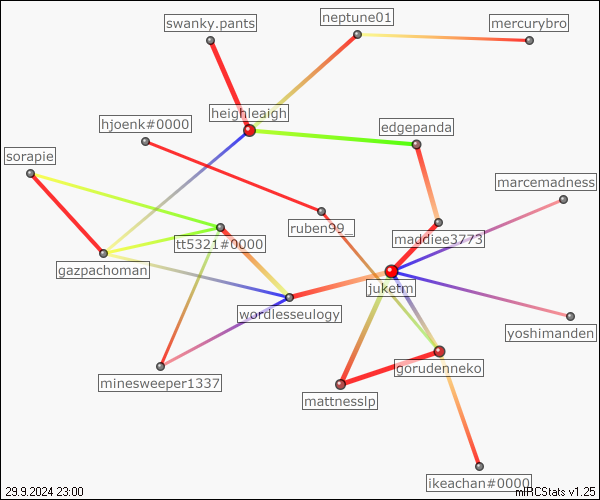 neptune01
swanky.pants
mercurybro
heighleaigh
hjoenk#0000
edgepanda
sorapie
marcemadness
ruben99_
maddiee3773
tt5321#0000
gazpachoman
juketm
wordlesseulogy
yoshimanden
gorudenneko
minesweeper1337
mattnesslp
ikeachan#0000
29.9.2024 23:00
mIRCStats v1.25